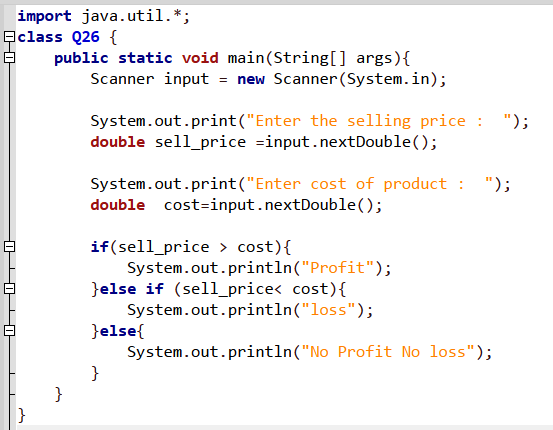 import java.util.*;
class Q26 {
    public static void main(String[] args){
        Scanner input = new Scanner(System.in);

        System.out.print("Enter the selling price :  ");
        double sell_price =input.nextDouble();

        System.out.print("Enter cost of product :  ");
        double  cost=input.nextDouble();

        if(sell_price > cost){
            System.out.println("Profit");
        }else if (sell_price< cost){
            System.out.println("loss");
        }else{
            System.out.println("No Profit No loss");
        }
    }
}